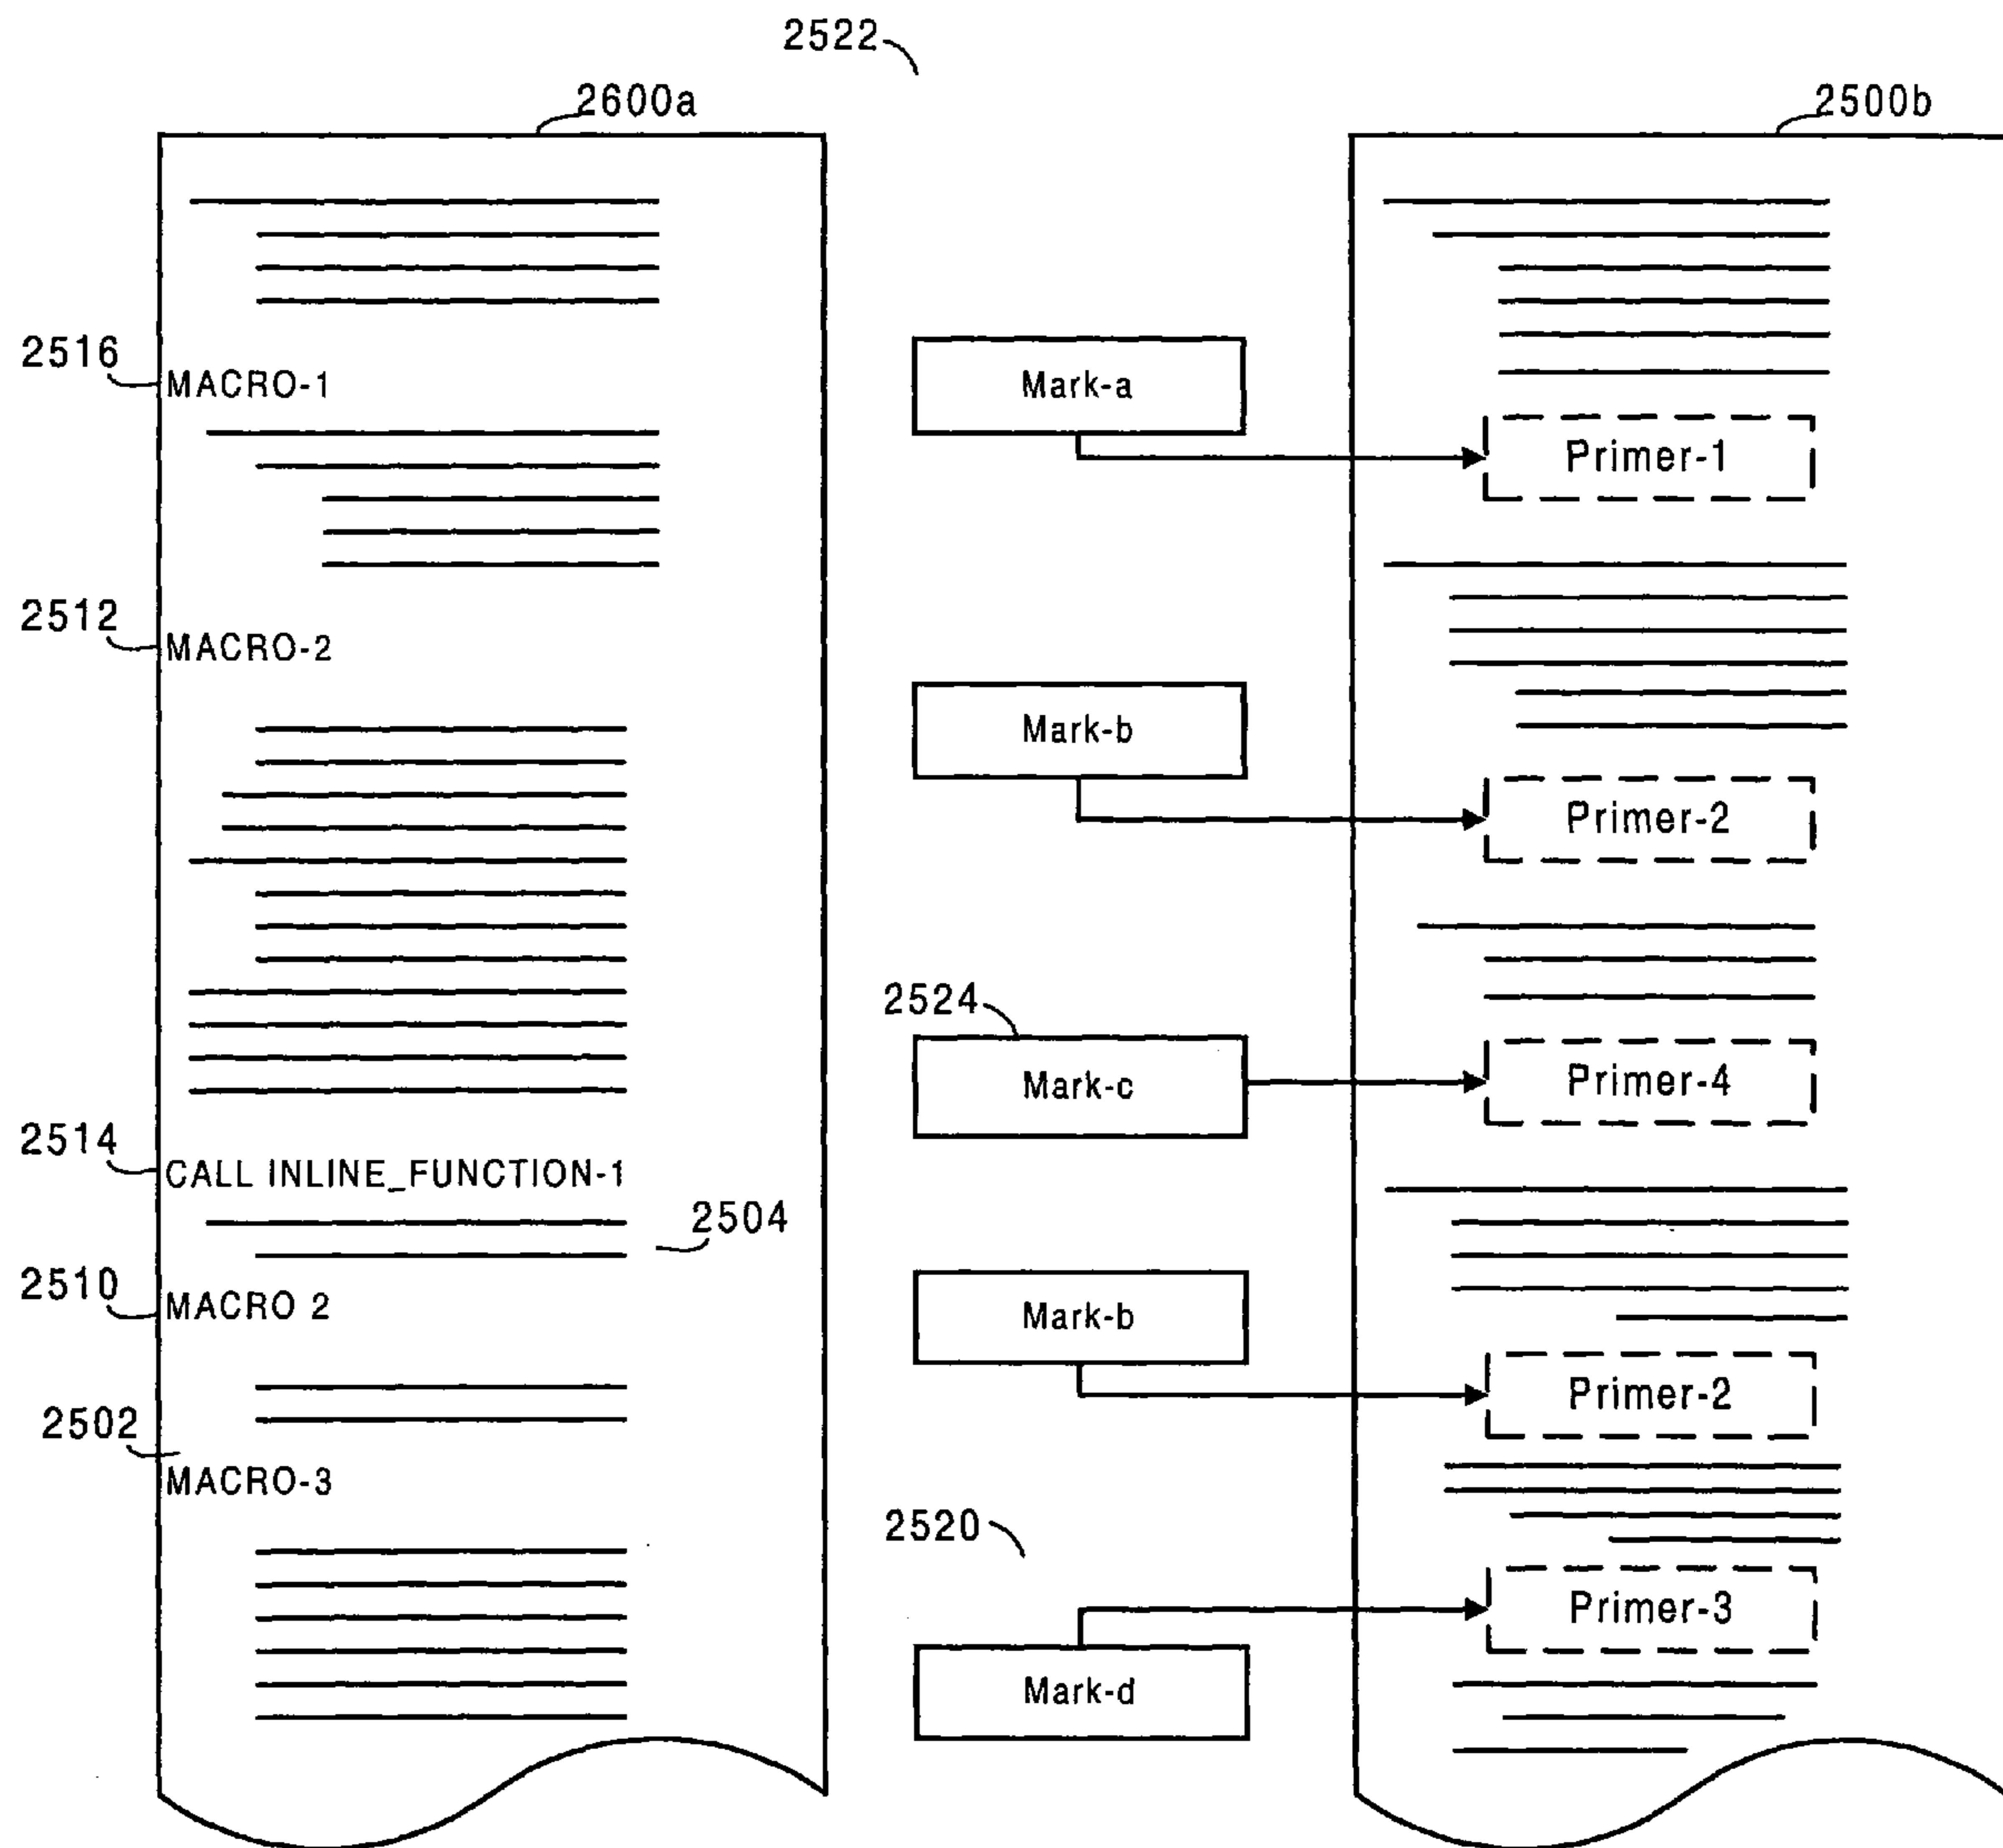 2522
2600a
2500b
2516
MACRO-1
Mark-a
Primer-1
2512
MACRO-2
Mark-b
Primer-2
2524
Mark-c
Primer-4
2514
CALL INLINE_FUNCTION-1
2504
2510
MACRO 2
Mark-b
Primer-2
2502
MACRO-3
2520
Primer-3
Mark-d